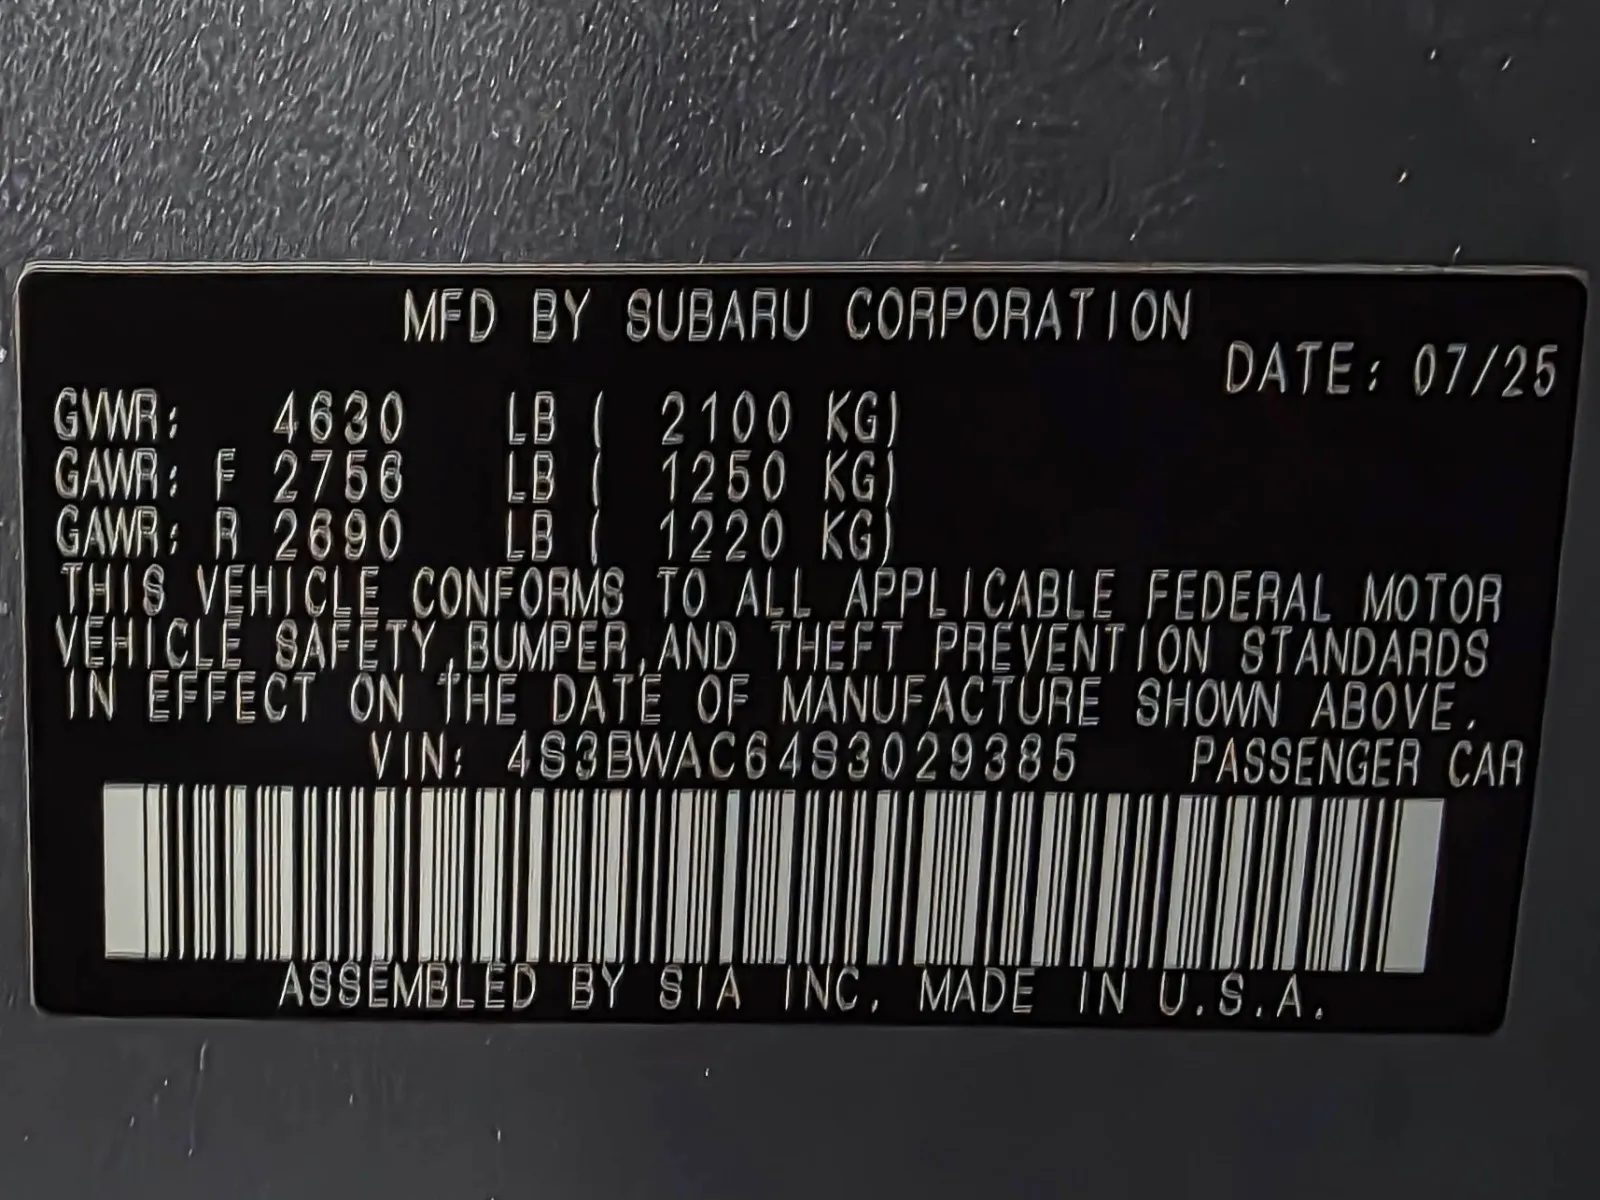 MFD BY SUBARU CORPORATION
DATE: 07/25
GVWR: 4630 LB ( 2100 KG)
GAWR: F 2756 LB ( 1250 KG)
GAWR: R 2690 LB ( 1220 KG)
THIS VEHICLE CONFORMS TO ALL APPLICABLE FEDERAL MOTOR
VEHICLE SAFETY,BUMPER,AND THEFT PREVENTION STANDARDS
IN EFFECT ON THE DATE OF MANUFACTURE SHOWN ABOVE.
VIN: 4S3BWAC64S3029385 PASSENGER CAR
ASSEMBLED BY SIA INC. MADE IN U.S.A.